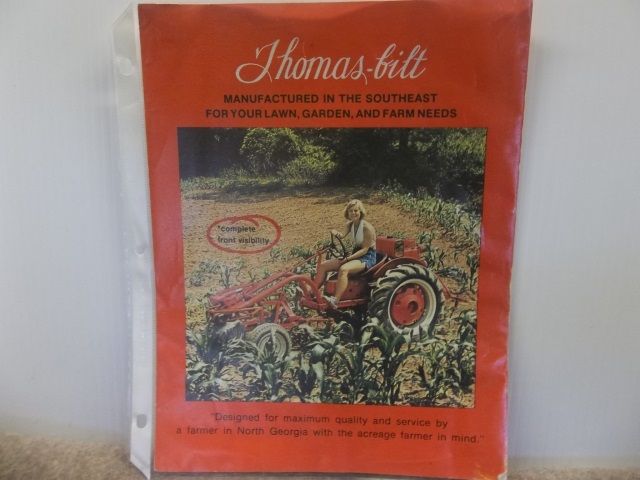 Thomas-bilt
MANUFACTURED IN THE SOUTHEAST
FOR YOUR LAWN, GARDEN, AND FARM NEEDS
*complete
front visibility
"Designed for maximum quality and service by
a farmer in North Georgia with the acreage farmer in mind."